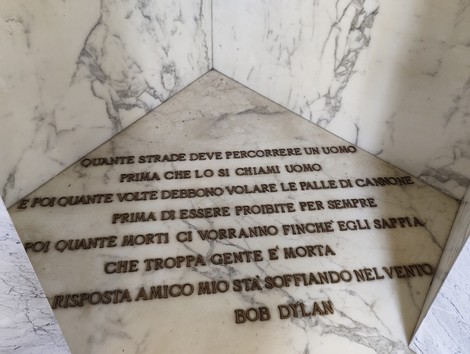 QUANTE STRADE DEVE PERCORRERE UN UOMO
PRIMA CHE LO SI CHIAMI UOMO
E POI QUANTE VOLTE DEBBONO VOLARE LE PALLE DI CANNONE
PRIMA DI ESSERE PROIBITE PER SEMPRE
POI QUANTE MORTI CI VORRANNO FINCHÈ EGLI SAPPIA
CHE TROPPA GENTE E' MORTA
RISPOSTA AMICO MIO STA' SOFFIANDO NEL VENTO
BOB DYLAN